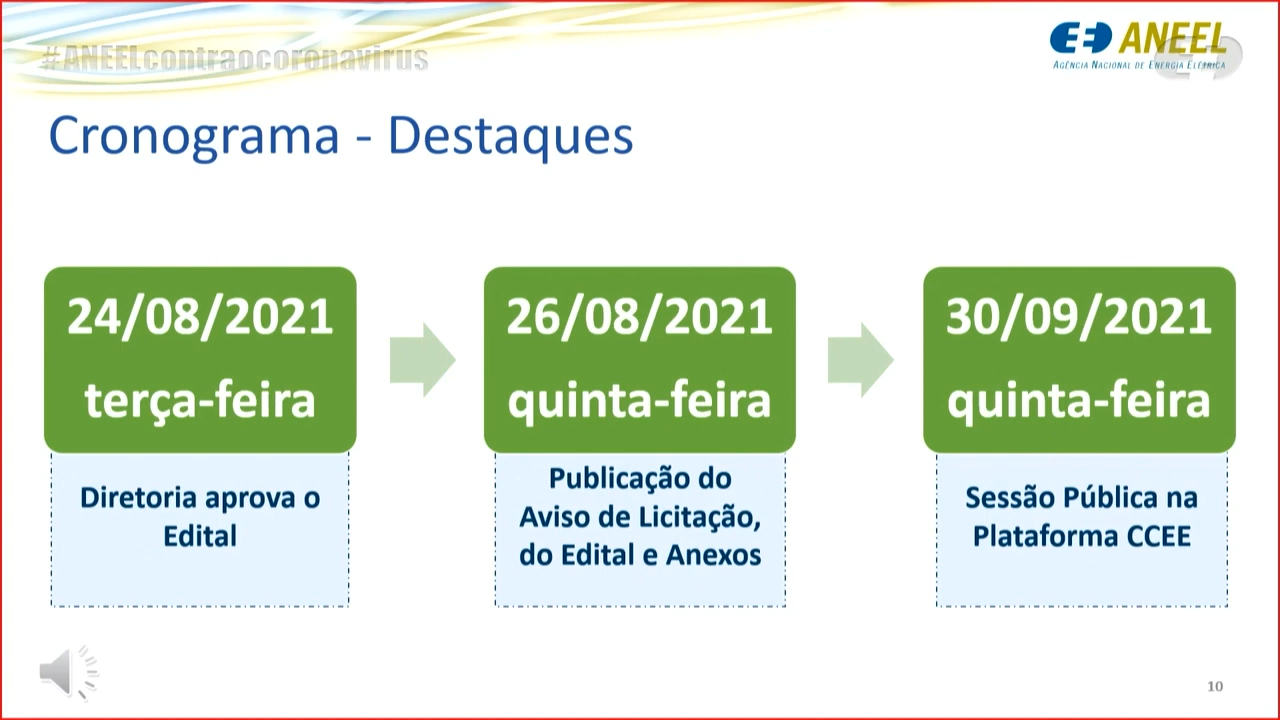 #ANEELcontraocoronavirus
ANEEL
AGÊNCIA NACIONAL DE ENERGIA ELÉTRICA
Cronograma - Destaques
24/08/2021
terça-feira
Diretoria aprova o
Edital
26/08/2021
quinta-feira
Publicação do
Aviso de Licitação,
do Edital e Anexos
30/09/2021
quinta-feira
Sessão Pública na
Plataforma CCEE
10